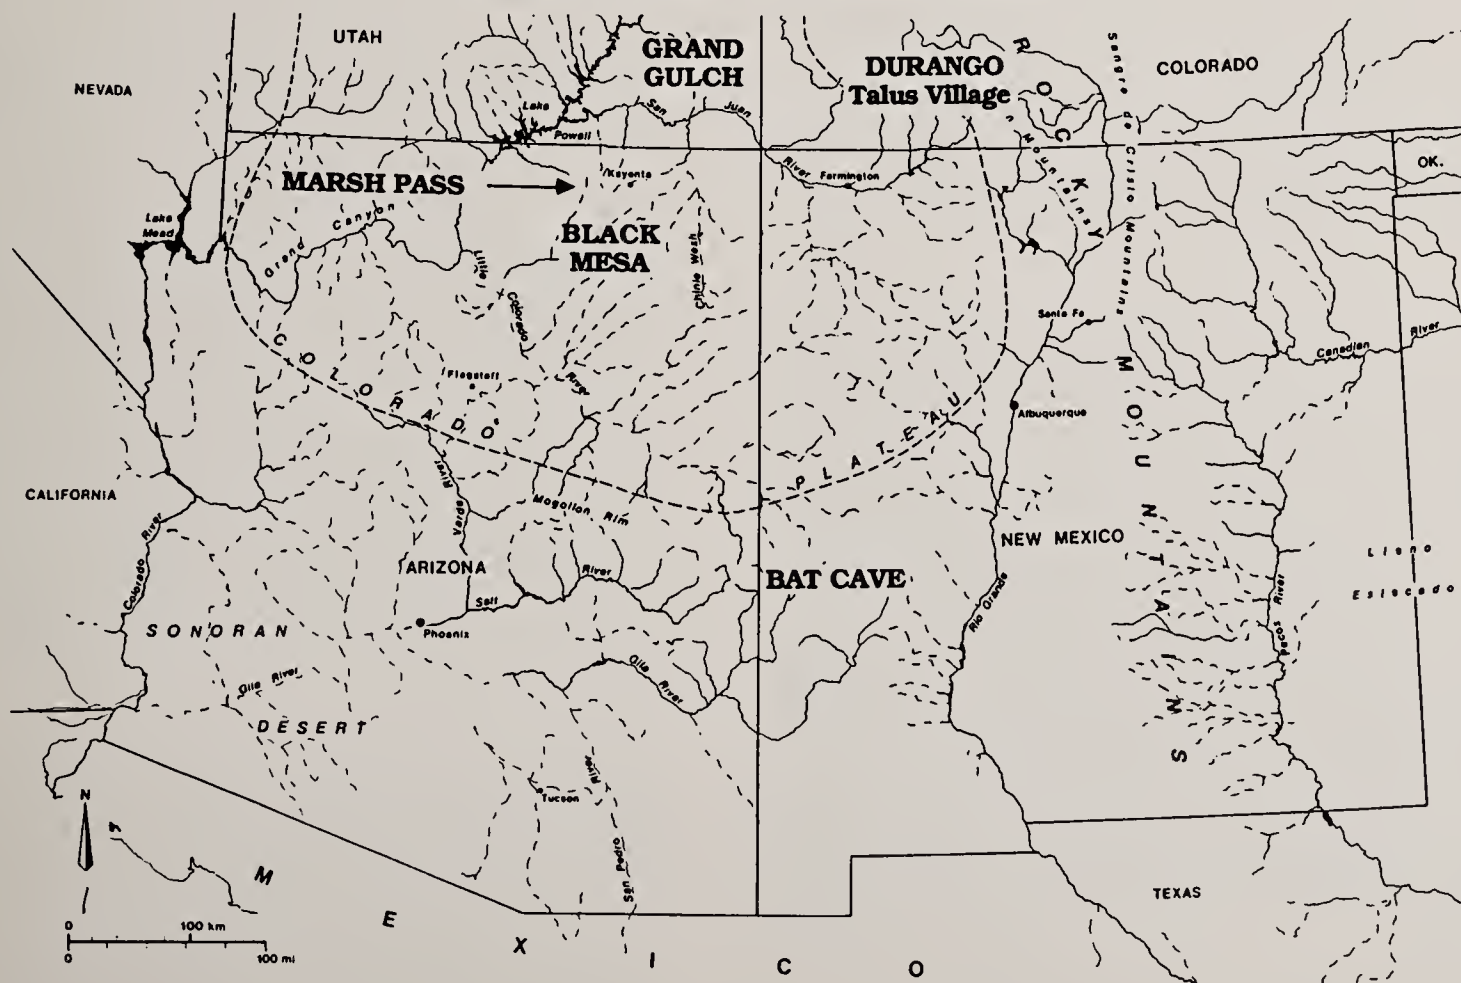 UTAH
NEVADA
GRAND
GULCH
DURANGO
Talus Village
COLORADO
ROCKY
MOUNTAINS
Sangre de Cristo Mountains
Mountains
Lake
Powell
San Juan
River
Farmington
Kayenta
OK.
MARSH PASS
BLACK
MESA
Lake
Mead
Grand Canyon
Little Colorado River
Chinle Wash
Santa Fe
Canadian River
Flagstaff
COLORADO
PLATEAU
Albuquerque
CALIFORNIA
Verde River
Mogollon Rim
NEW MEXICO
Llano
Estacado
Colorado River
ARIZONA
BAT CAVE
Salt River
Phoenix
SONORAN
DESERT
Gila River
Gila River
Rio Grande
Pecos River
Tucson
San Pedro River
N
MEXICO
TEXAS
0 100 km
0 100 mi